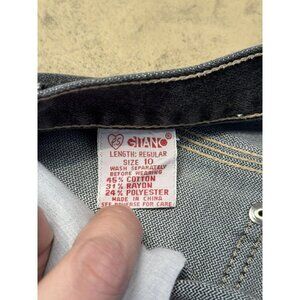 GITANO
LENGTH: REGULAR
SIZE 10
WASH SEPARATELY
BEFORE WEARING
45% COTTON
31% RAYON
24% POLYESTER
MADE IN CHINA
SEE REVERSE FOR CARE